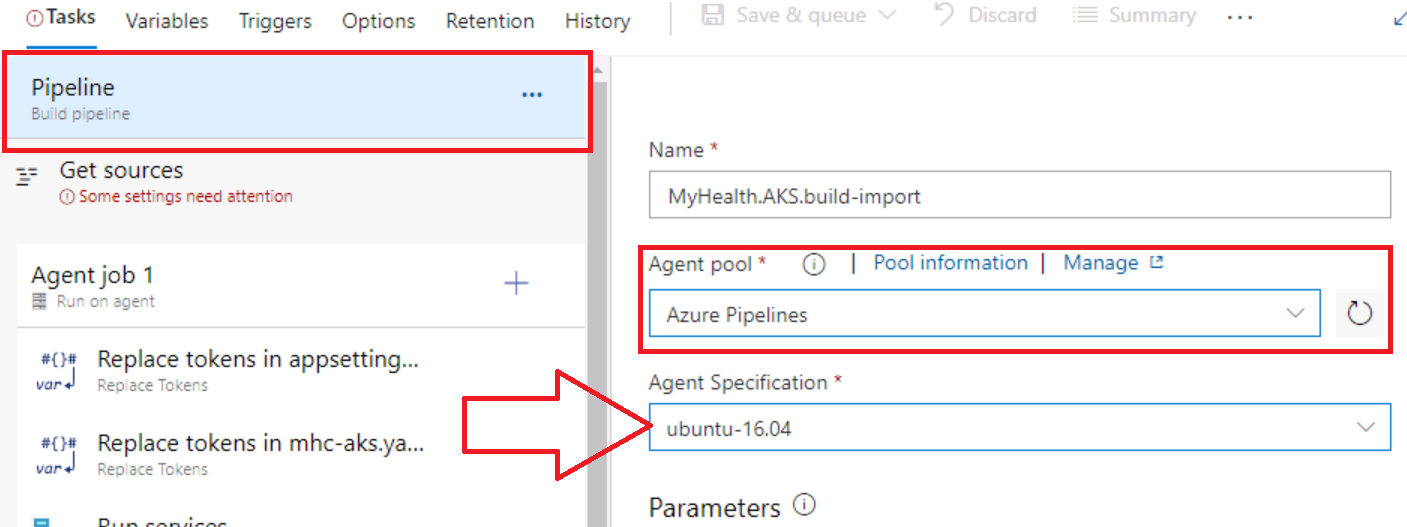 Tasks Variables Triggers Options Retention History Save & queue Discard Summary ...
Pipeline
Build pipeline
...
Get sources
Some settings need attention
Agent job 1
Run on agent
+
#{}#
var
Replace tokens in appsetting...
Replace Tokens
#{}#
var
Replace tokens in mhc-aks.ya...
Replace Tokens
Run services
Name *
MyHealth.AKS.build-import
Agent pool * | Pool information | Manage
Azure Pipelines
Agent Specification *
ubuntu-16.04
Parameters